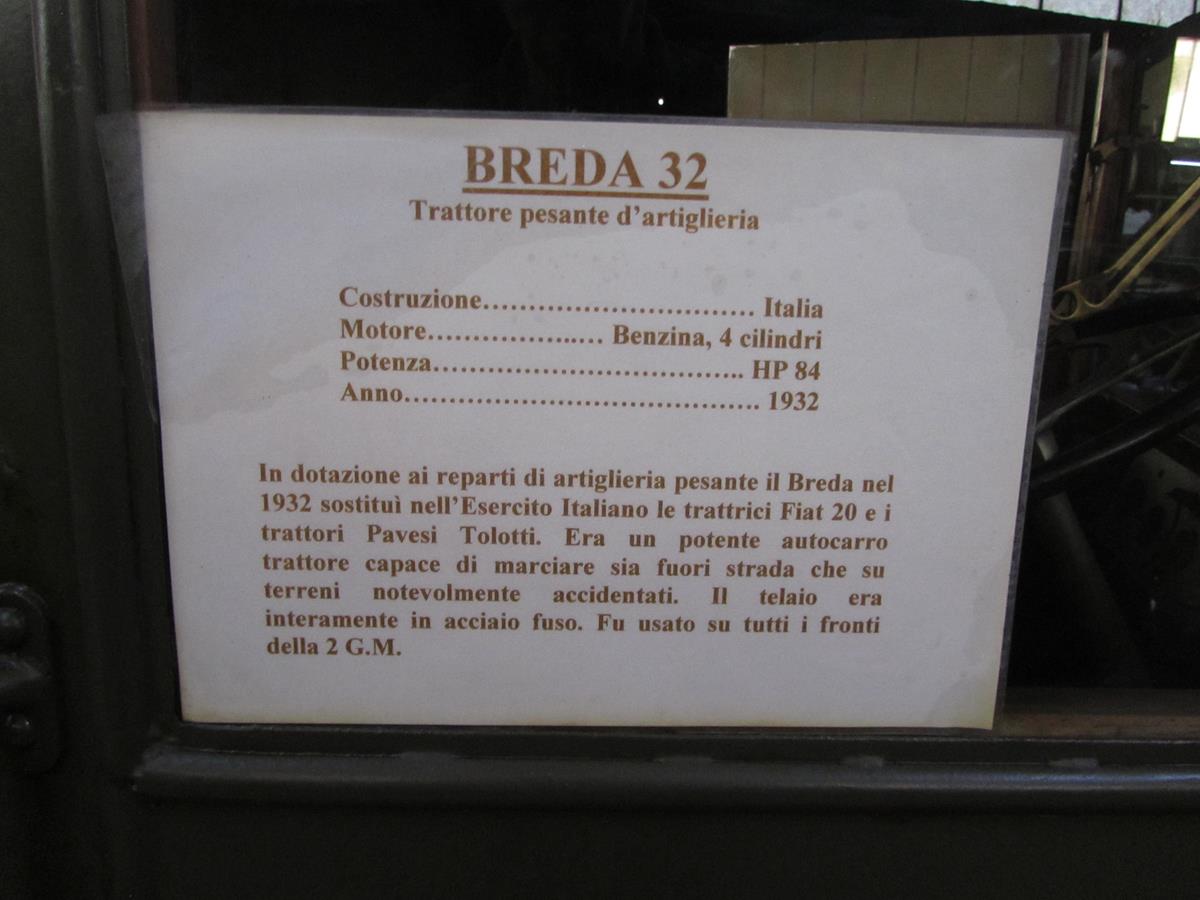 BREDA 32
Trattore pesante d'artiglieria
Costruzione………………………… Italia
Motore……………..… Benzina, 4 cilindri
Potenza…………………………….. HP 84
Anno…………………………………. 1932
In dotazione ai reparti di artiglieria pesante il Breda nel
1932 sostituì nell'Esercito Italiano le trattrici Fiat 20 e i
trattori Pavesi Tolotti. Era un potente autocarro
trattore capace di marciare sia fuori strada che su
terreni notevolmente accidentati. Il telaio era
interamente in acciaio fuso. Fu usato su tutti i fronti
della 2 G.M.